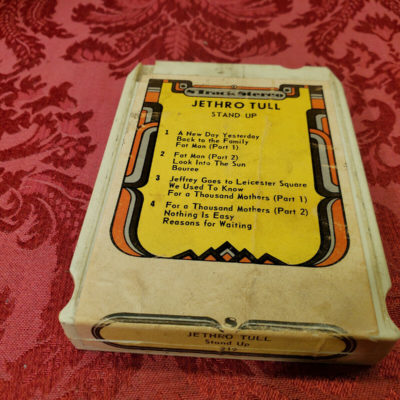 8 Track Stereo
JETHRO TULL
STAND UP
1 A New Day Yesterday
Back to the Family
Fat Man (Part 1)
2 Fat Man (Part 2)
Look Into The Sun
Bouree
3 Jeffrey Goes to Leicester Square
We Used To Know
For a Thousand Mothers (Part 1)
4 For a Thousand Mothers (Part 2)
Nothing Is Easy
Reasons for Waiting
JETHRO TULL
Stand Up
212